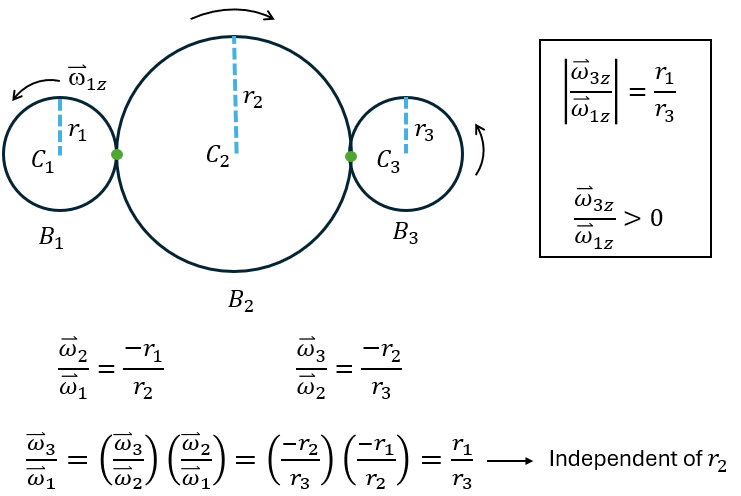 $\vec{\omega}_{1z}$
$r_1$
$r_2$
$r_3$
$C_1$
$C_2$
$C_3$
$B_1$
$B_2$
$B_3$
$\left|\frac{\vec{\omega}_{3z}}{\vec{\omega}_{1z}}\right| = \frac{r_1}{r_3}$
$\frac{\vec{\omega}_{3z}}{\vec{\omega}_{1z}} > 0$
$\frac{\vec{\omega}_2}{\vec{\omega}_1} = \frac{-r_1}{r_2}$
$\frac{\vec{\omega}_3}{\vec{\omega}_2} = \frac{-r_2}{r_3}$
$\frac{\vec{\omega}_3}{\vec{\omega}_1} = \left(\frac{\vec{\omega}_3}{\vec{\omega}_2}\right)\left(\frac{\vec{\omega}_2}{\vec{\omega}_1}\right) = \left(\frac{-r_2}{r_3}\right)\left(\frac{-r_1}{r_2}\right) = \frac{r_1}{r_3}$ ⟶ Independent of $r_2$